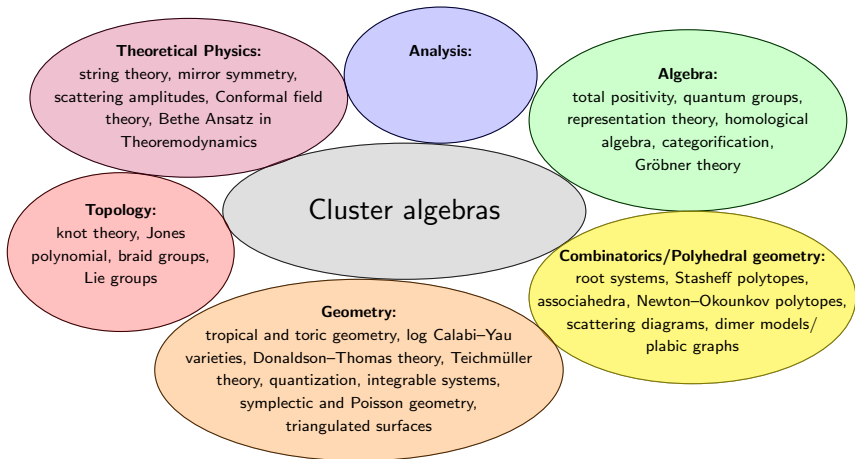 Theoretical Physics:
string theory, mirror symmetry,
scattering amplitudes, Conformal field
theory, Bethe Ansatz in
Theoremodynamics
Analysis:
Algebra:
total positivity, quantum groups,
representation theory, homological
algebra, categorification,
Gröbner theory
Cluster algebras
Topology:
knot theory, Jones
polynomial, braid groups,
Lie groups
Combinatorics/Polyhedral geometry:
root systems, Stasheff polytopes,
associahedra, Newton–Okounkov polytopes,
scattering diagrams, dimer models/
plabic graphs
Geometry:
tropical and toric geometry, log Calabi–Yau
varieties, Donaldson–Thomas theory, Teichmüller
theory, quantization, integrable systems,
symplectic and Poisson geometry,
triangulated surfaces